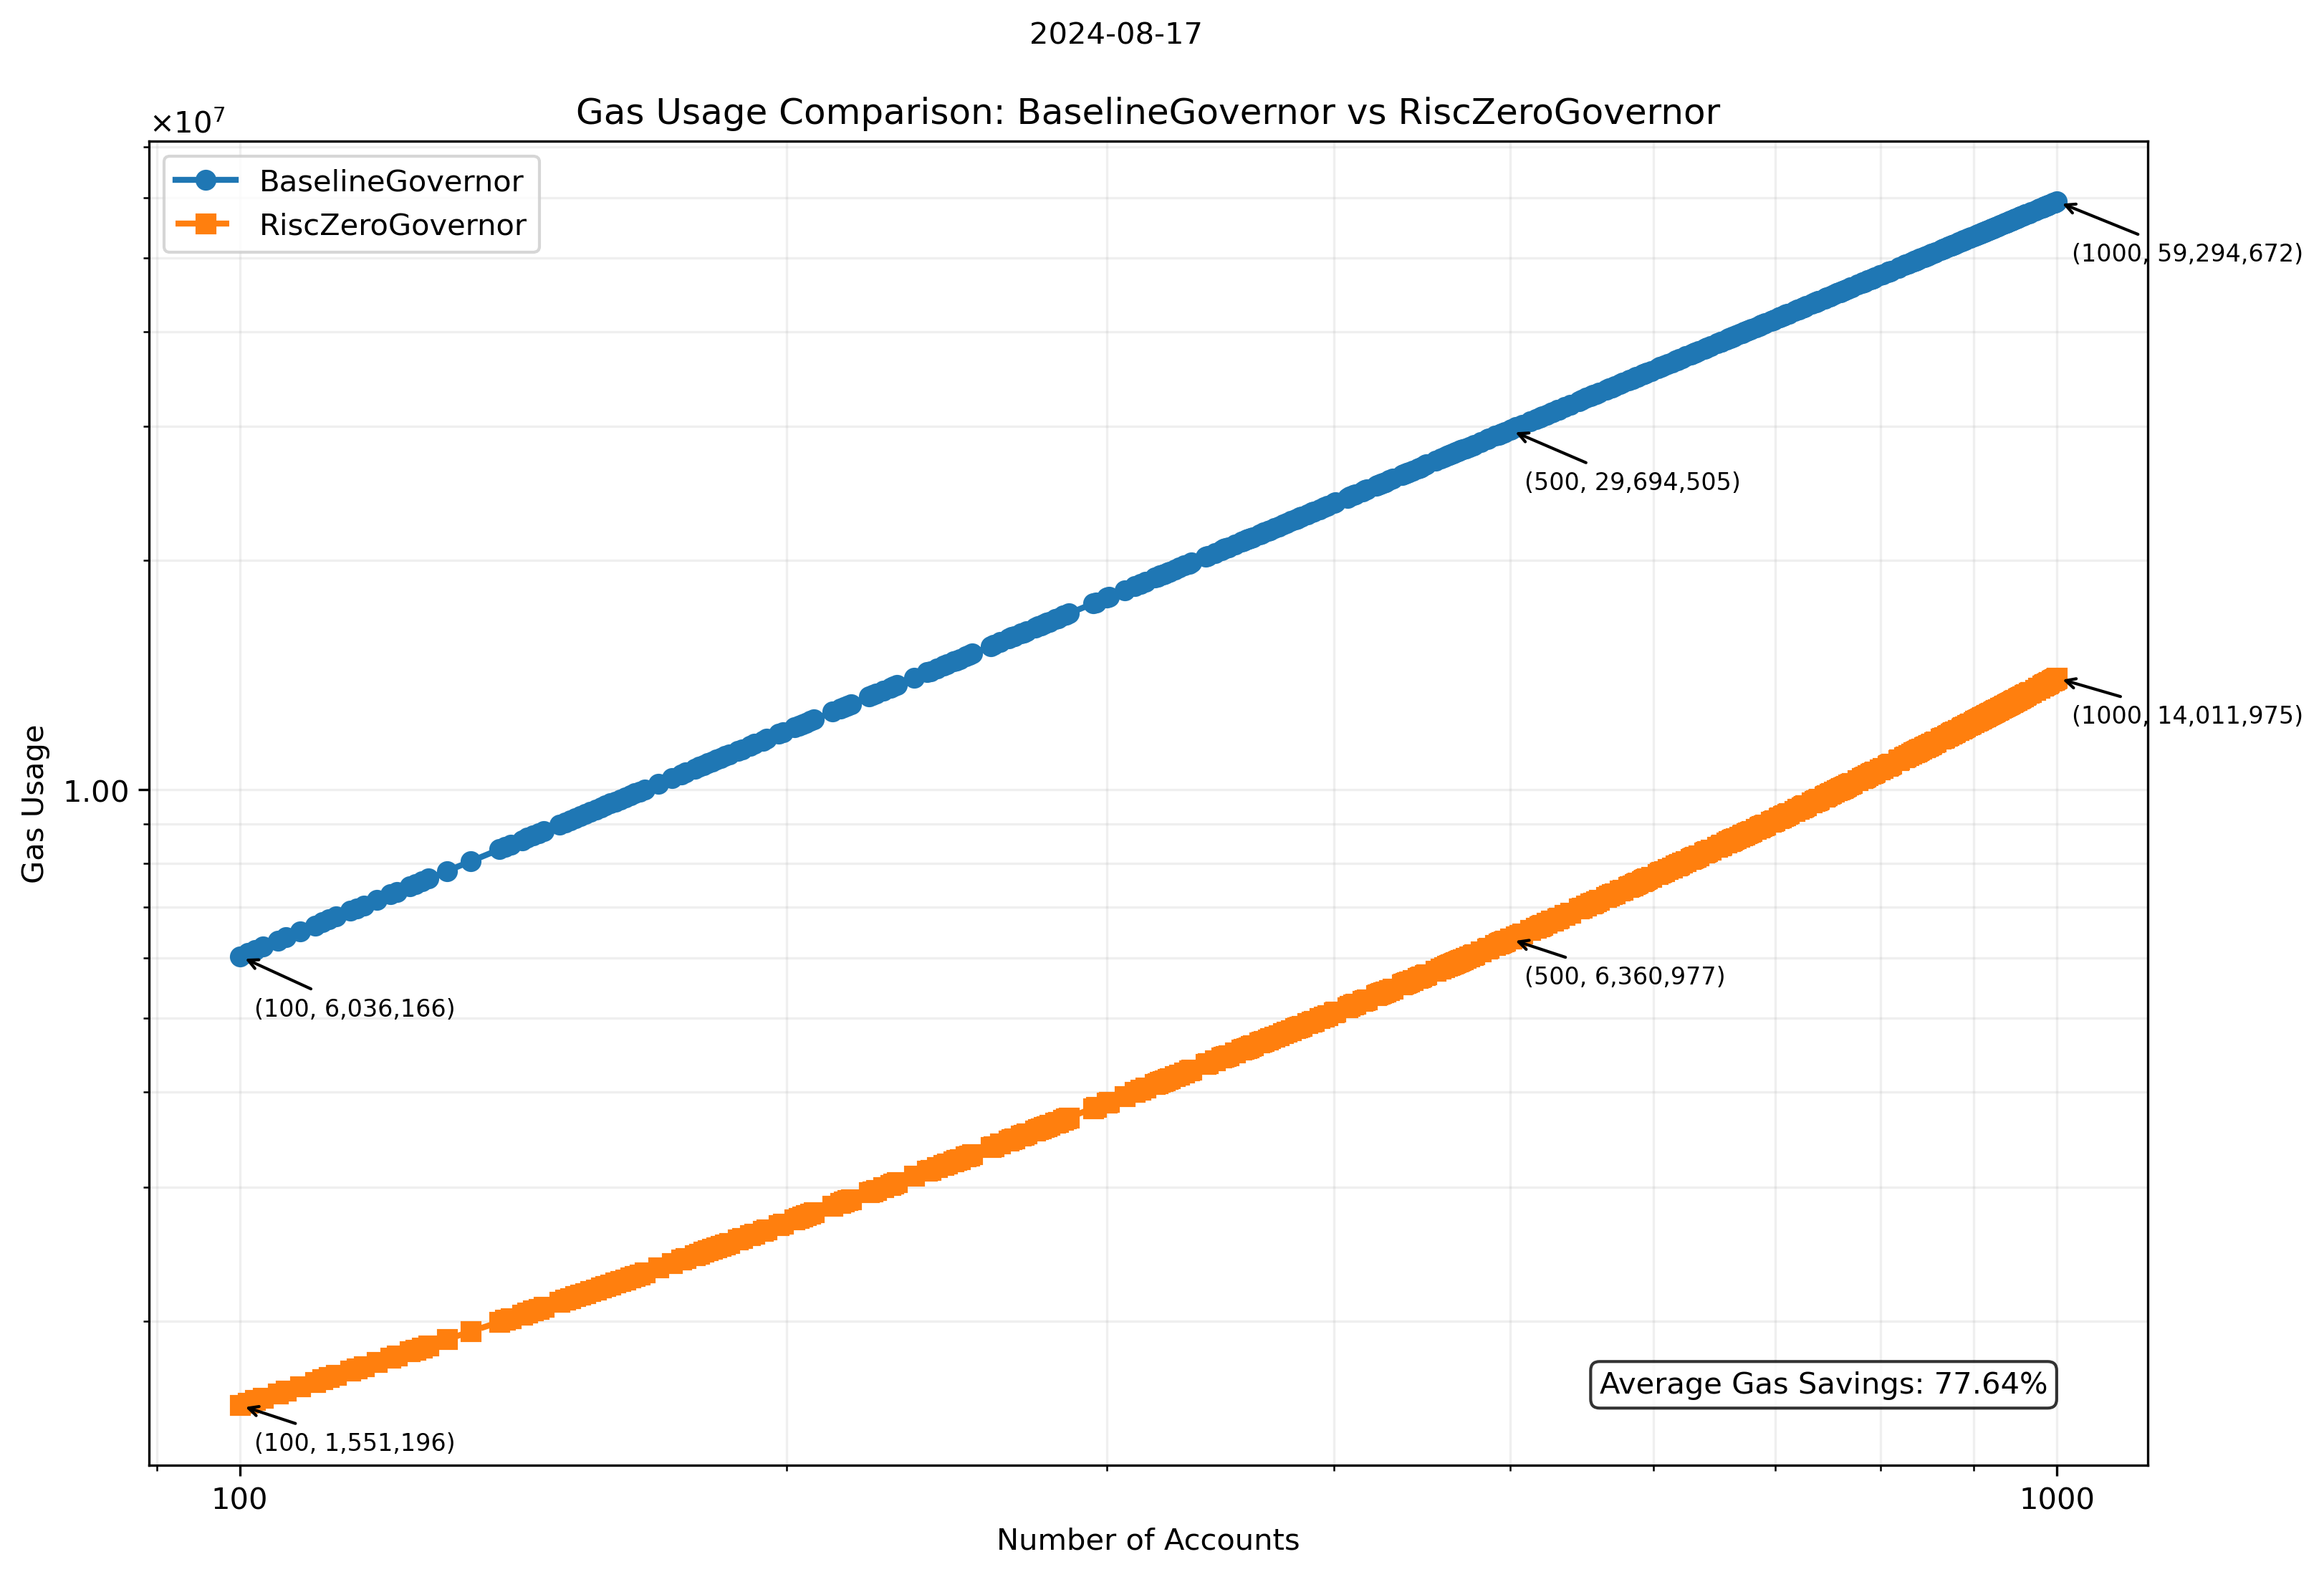 2024-08-17
Gas Usage Comparison: BaselineGovernor vs RiscZeroGovernor
×10⁷
BaselineGovernor
RiscZeroGovernor
(1000, 59,294,672)
(500, 29,694,505)
(1000, 14,011,975)
Gas Usage
1.00
(500, 6,360,977)
(100, 6,036,166)
Average Gas Savings: 77.64%
(100, 1,551,196)
100
1000
Number of Accounts